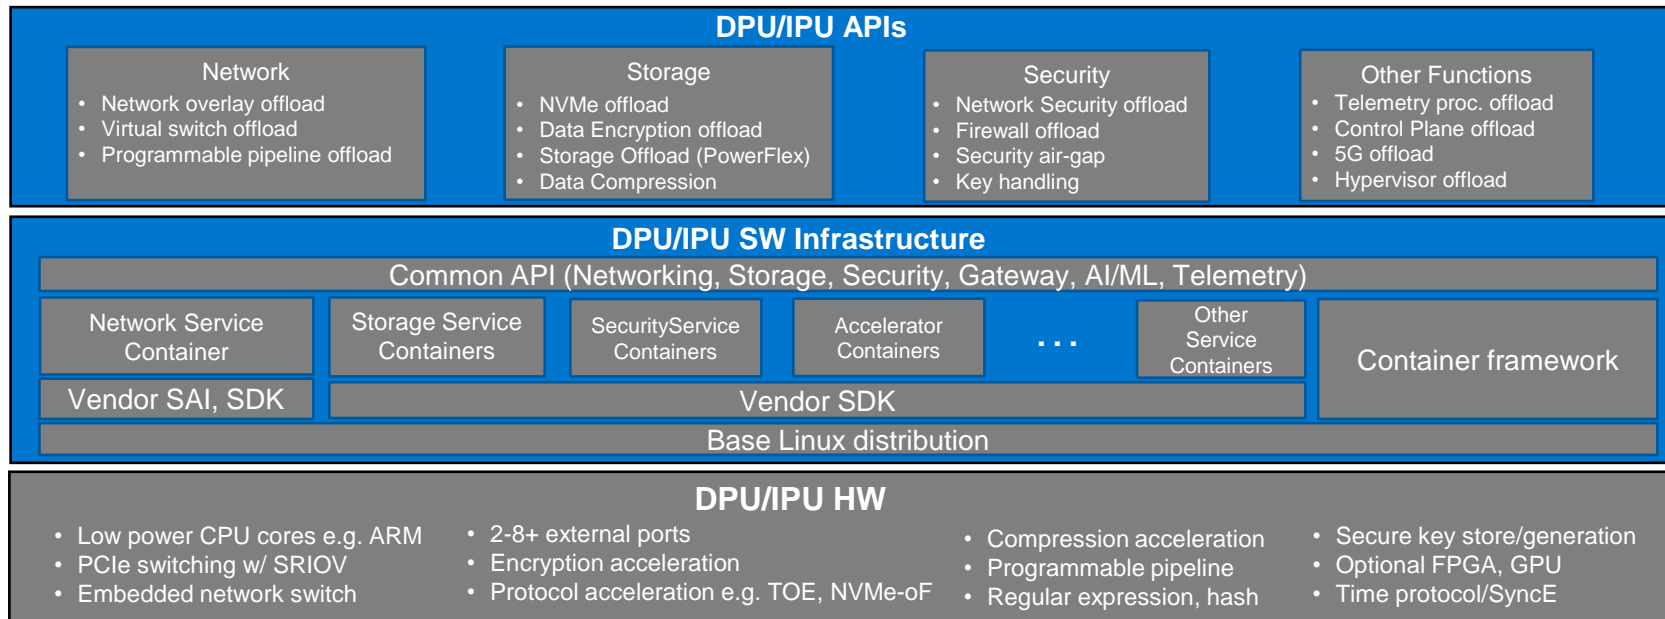 DPU/IPU APIs
Network
• Network overlay offload
• Virtual switch offload
• Programmable pipeline offload
Storage
• NVMe offload
• Data Encryption offload
• Storage Offload (PowerFlex)
• Data Compression
Security
• Network Security offload
• Firewall offload
• Security air-gap
• Key handling
Other Functions
• Telemetry proc. offload
• Control Plane offload
• 5G offload
• Hypervisor offload
DPU/IPU SW Infrastructure
Common API (Networking, Storage, Security, Gateway, AI/ML, Telemetry)
Network Service
Container
Storage Service
Containers
SecurityService
Containers
Accelerator
Containers
...
Other
Service
Containers
Container framework
Vendor SAI, SDK
Vendor SDK
Base Linux distribution
DPU/IPU HW
• Low power CPU cores e.g. ARM
• PCIe switching w/ SRIOV
• Embedded network switch
• 2-8+ external ports
• Encryption acceleration
• Protocol acceleration e.g. TOE, NVMe-oF
• Compression acceleration
• Programmable pipeline
• Regular expression, hash
• Secure key store/generation
• Optional FPGA, GPU
• Time protocol/SyncE